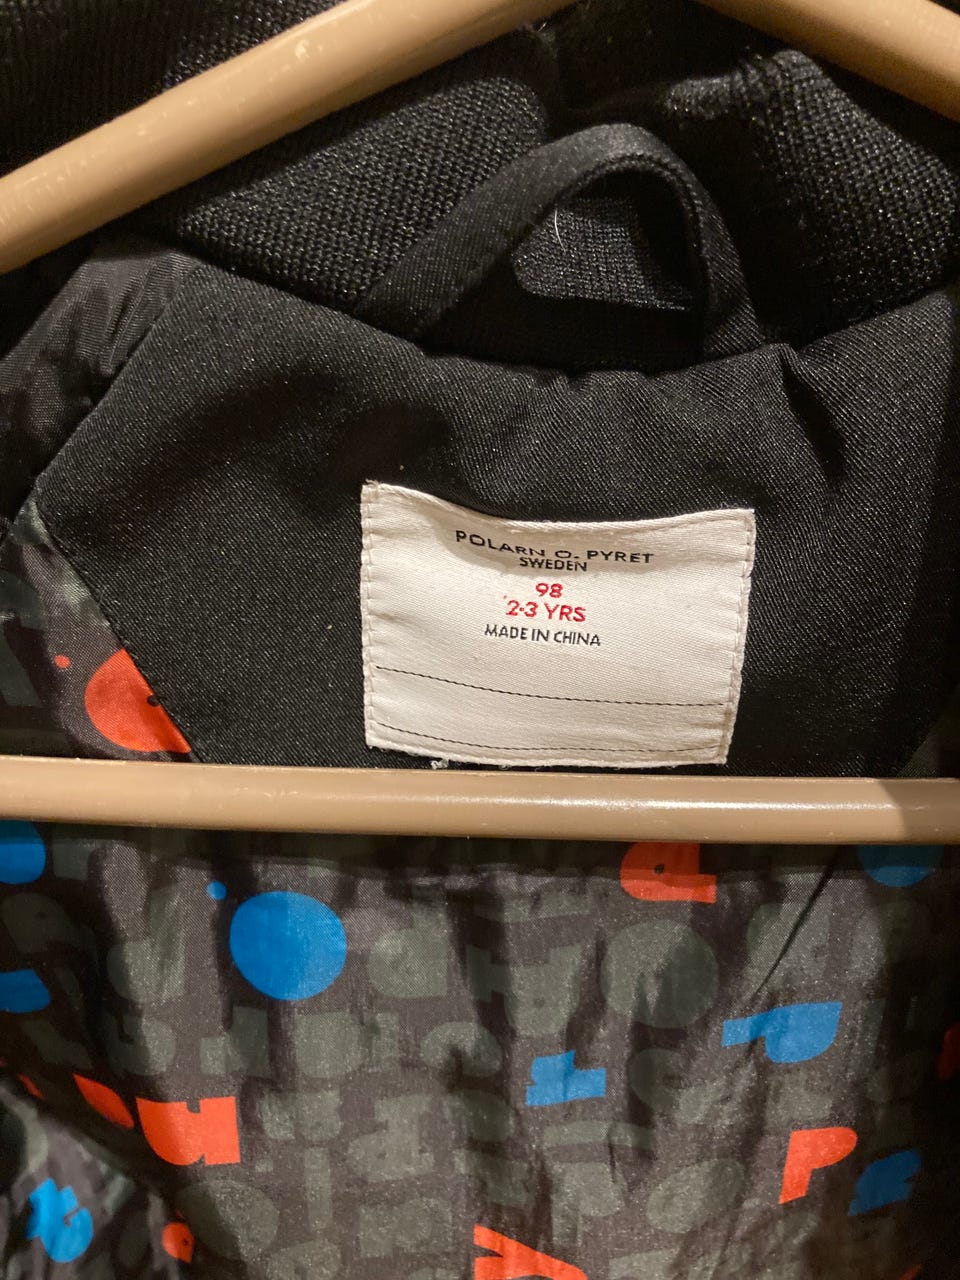 POLARN O. PYRET
SWEDEN
98
2-3 YRS
MADE IN CHINA